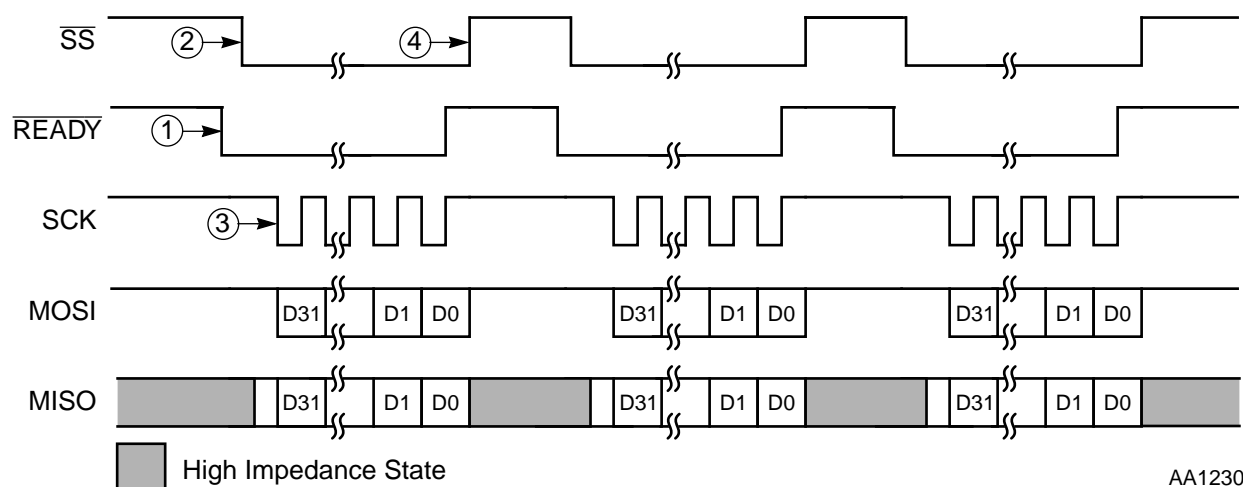 SS
② ④
READY
①
SCK
③
MOSI
D31 D1 D0 D31 D1 D0 D31 D1 D0
MISO
D31 D1 D0 D31 D1 D0 D31 D1 D0
High Impedance State
AA1230